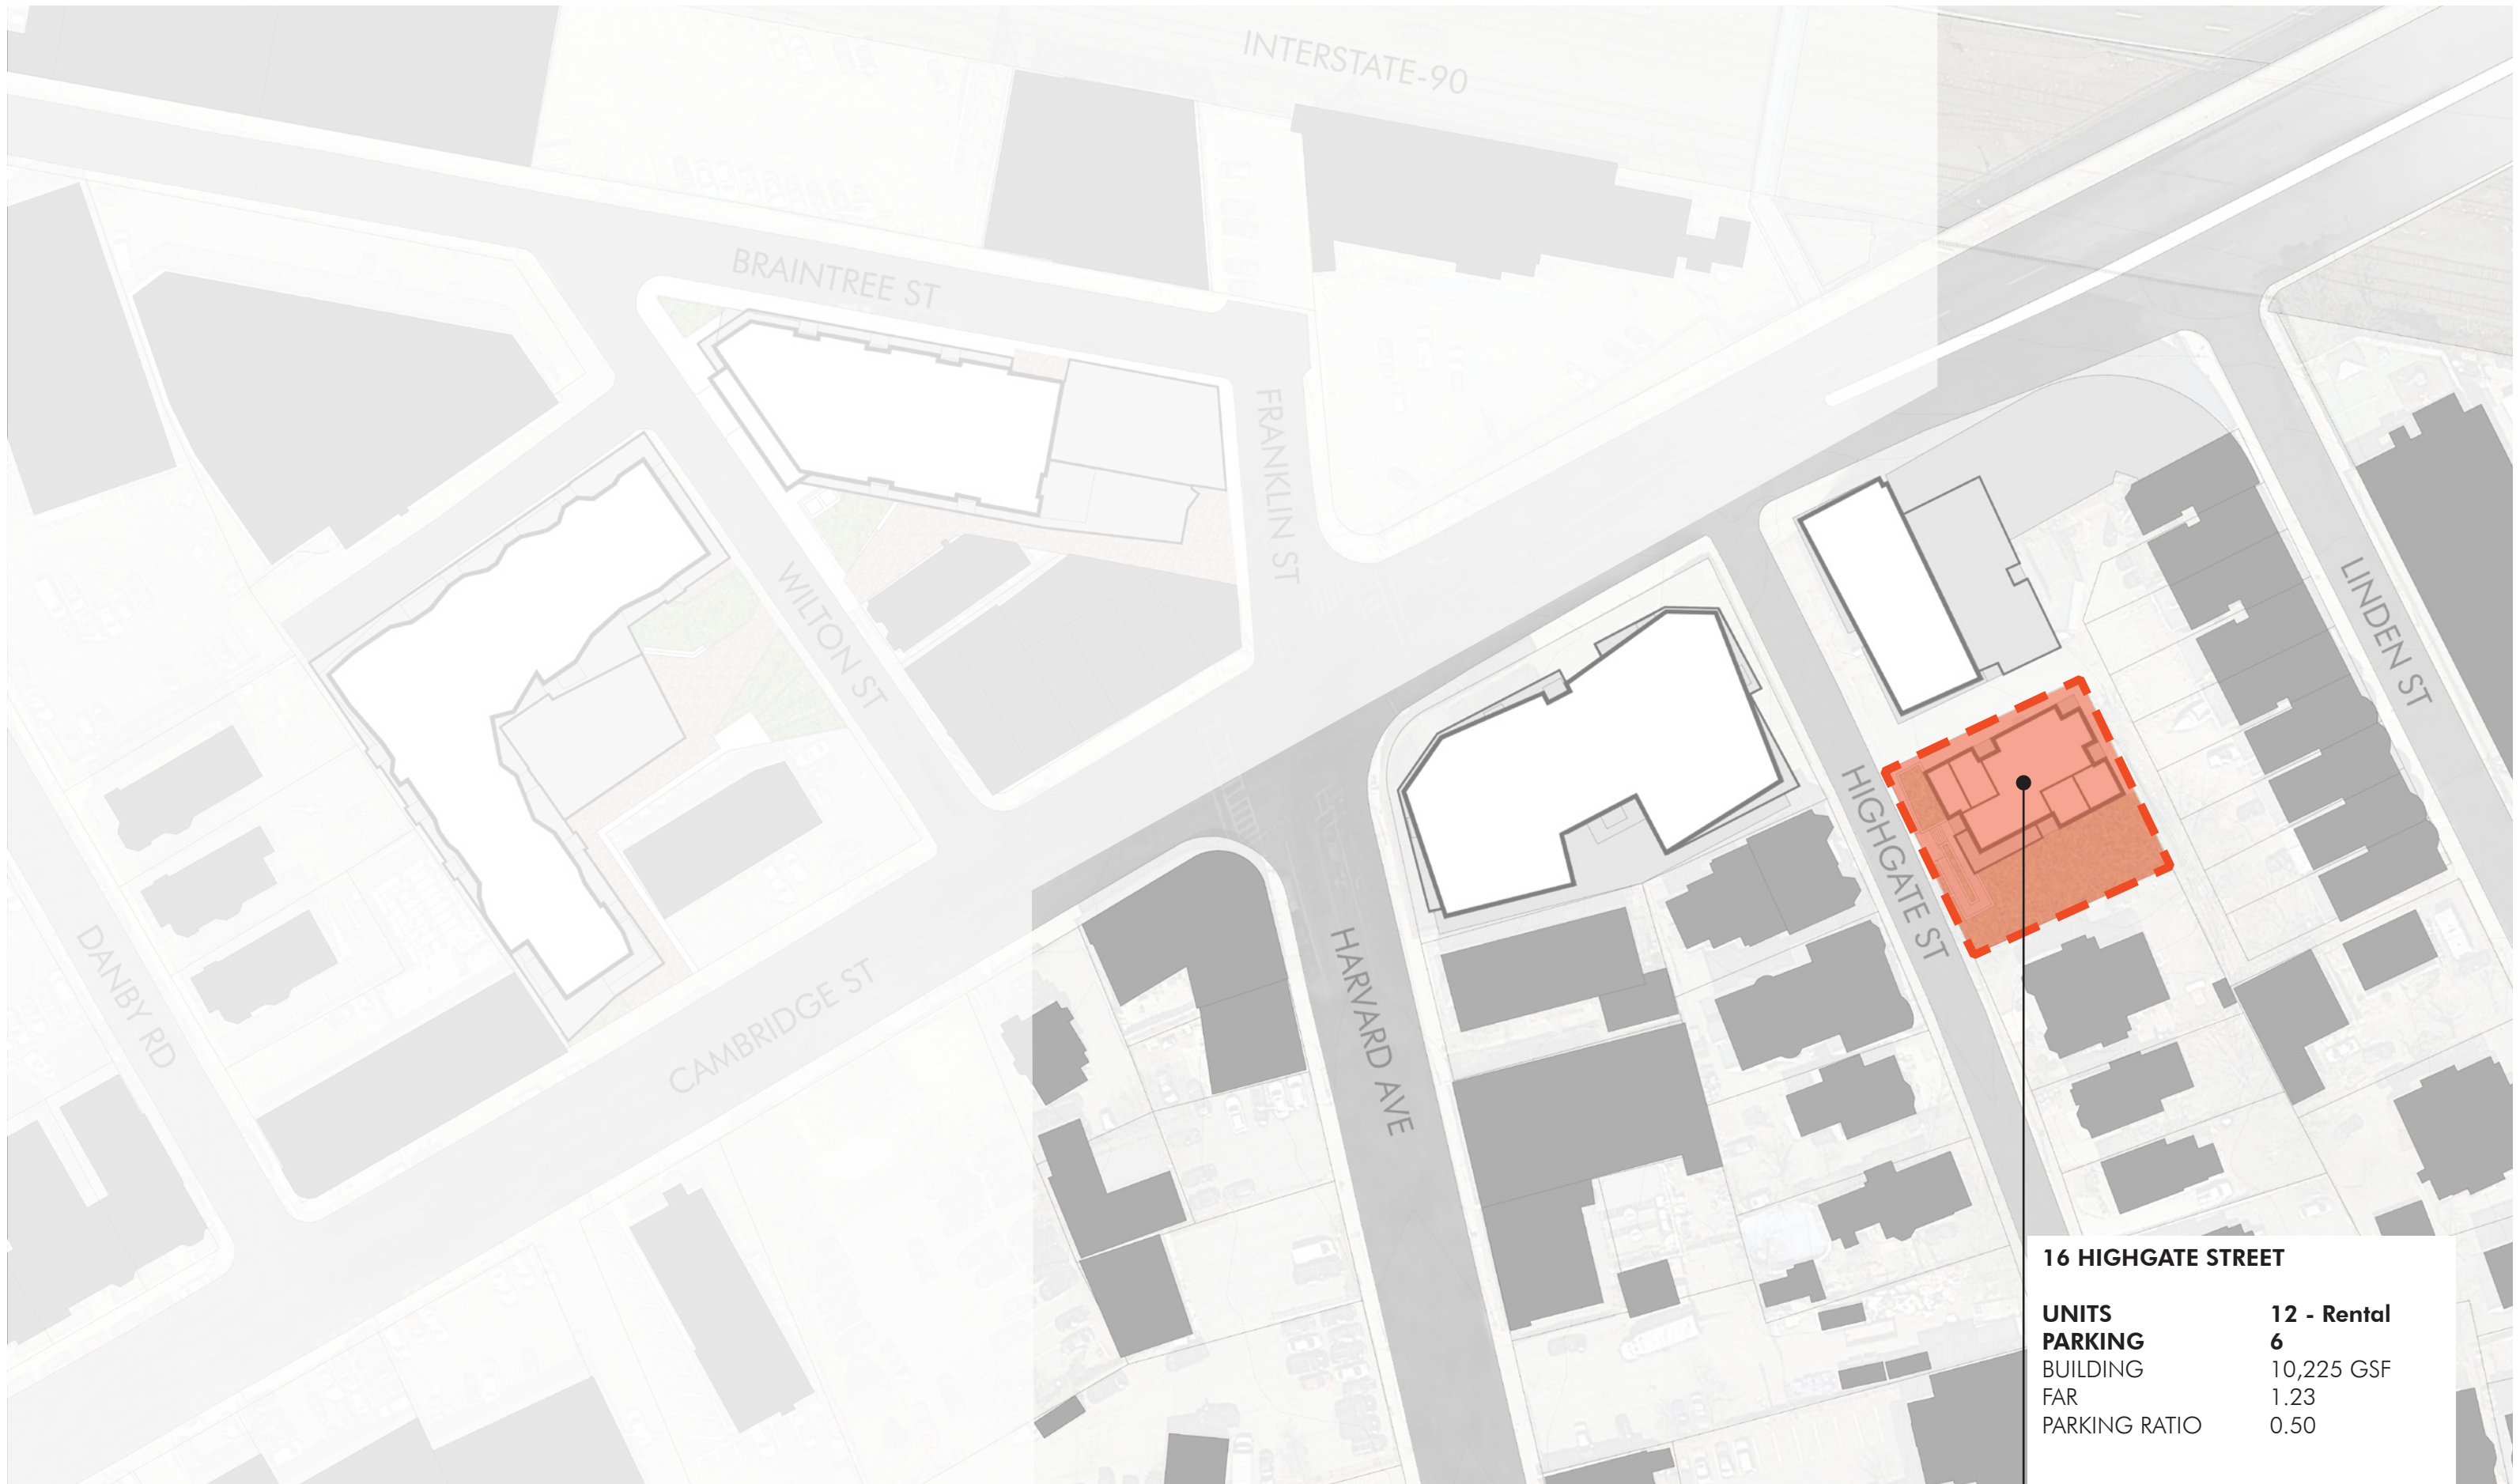 INTERSTATE-90
BRAINTREE ST
FRANKLIN ST
WILTON ST
LINDEN ST
HIGHGATE ST
DANBY RD
CAMBRIDGE ST
HARVARD AVE
16 HIGHGATE STREET
UNITS 12 - Rental
PARKING 6
BUILDING 10,225 GSF
FAR 1.23
PARKING RATIO 0.50